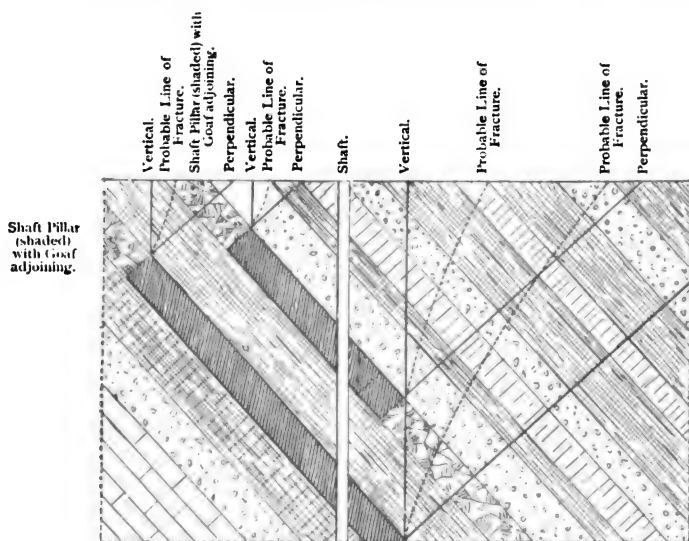 Vertical.
Probable Line of
Fracture.
Shaft Pillar (shaded) with
Goaf adjoining.
Perpendicular.
Vertical.
Probable Line of
Fracture.
Perpendicular.
Shaft.
Vertical.
Probable Line of
Fracture.
Probable Line of
Fracture.
Perpendicular.
Shaft Pillar
(shaded)
with Goaf
adjoining.